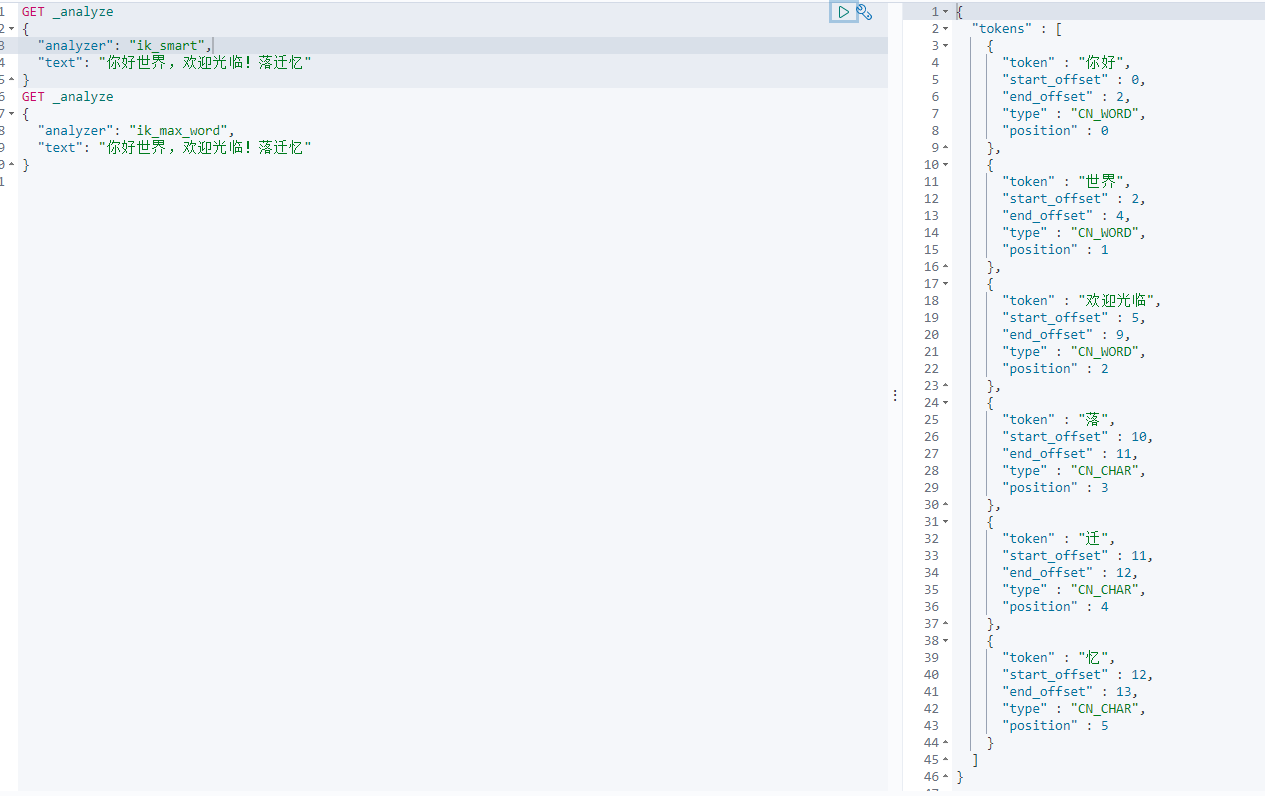 1 GET _analyze
2 {
3 "analyzer": "ik_smart",
4 "text": "你好世界，欢迎光临！落迁忆"
5 }
6 GET _analyze
7 {
8 "analyzer": "ik_max_word",
9 "text": "你好世界，欢迎光临！落迁忆"
0 }
1
1 {
2 "tokens" : [
3 {
4 "token" : "你好",
5 "start_offset" : 0,
6 "end_offset" : 2,
7 "type" : "CN_WORD",
8 "position" : 0
9 },
10 {
11 "token" : "世界",
12 "start_offset" : 2,
13 "end_offset" : 4,
14 "type" : "CN_WORD",
15 "position" : 1
16 },
17 {
18 "token" : "欢迎光临",
19 "start_offset" : 5,
20 "end_offset" : 9,
21 "type" : "CN_WORD",
22 "position" : 2
23 },
24 {
25 "token" : "落",
26 "start_offset" : 10,
27 "end_offset" : 11,
28 "type" : "CN_CHAR",
29 "position" : 3
30 },
31 {
32 "token" : "迁",
33 "start_offset" : 11,
34 "end_offset" : 12,
35 "type" : "CN_CHAR",
36 "position" : 4
37 },
38 {
39 "token" : "忆",
40 "start_offset" : 12,
41 "end_offset" : 13,
42 "type" : "CN_CHAR",
43 "position" : 5
44 }
45 ]
46 }